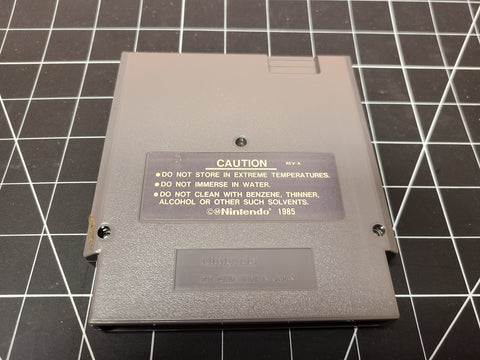 CAUTION REV-A
●DO NOT STORE IN EXTREME TEMPERATURES.
●DO NOT IMMERSE IN WATER.
●DO NOT CLEAN WITH BENZENE, THINNER,
ALCOHOL OR OTHER SUCH SOLVENTS.
©Ⓜ Nintendo® 1985
Nintendo